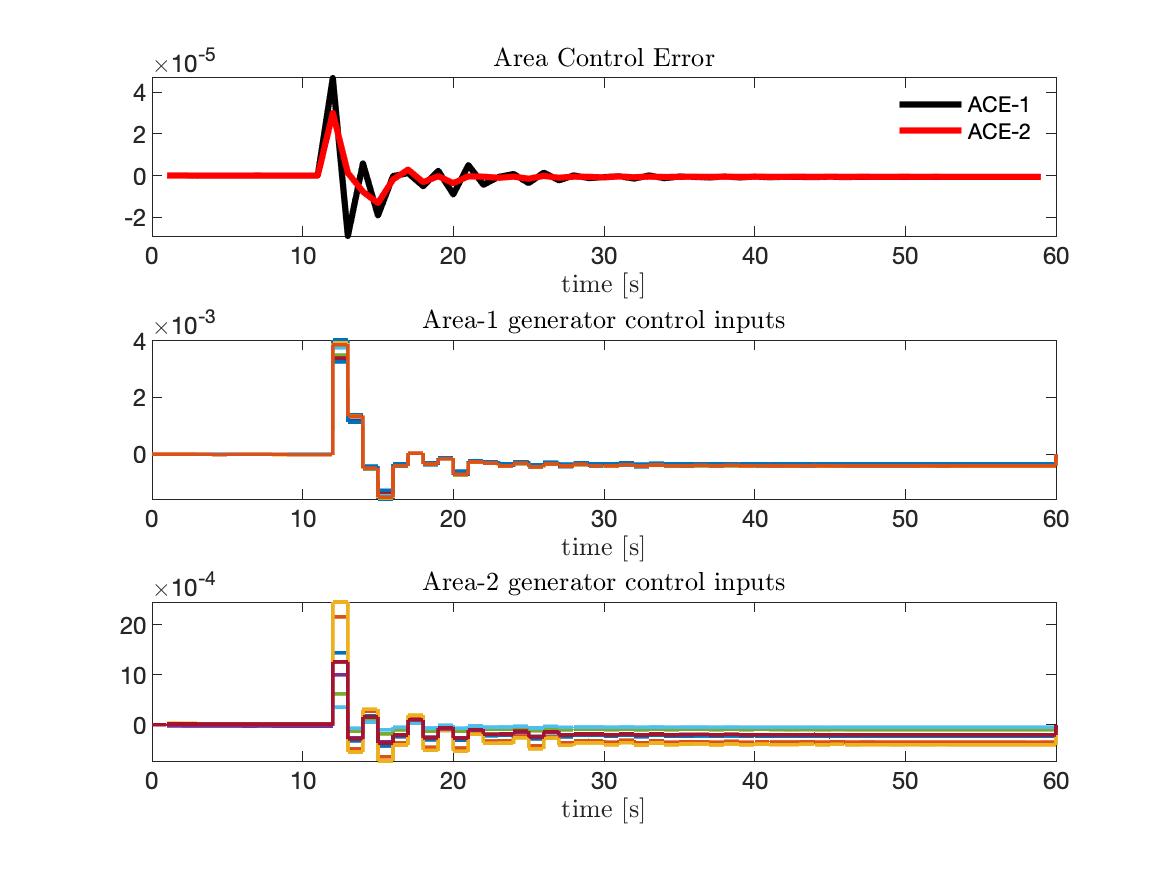 Area Control Error
×10-5
4
2
0
-2
ACE-1
ACE-2
0 10 20 30 40 50 60
time [s]
Area-1 generator control inputs
×10-3
4
2
0
0 10 20 30 40 50 60
time [s]
Area-2 generator control inputs
×10-4
20
10
0
0 10 20 30 40 50 60
time [s]